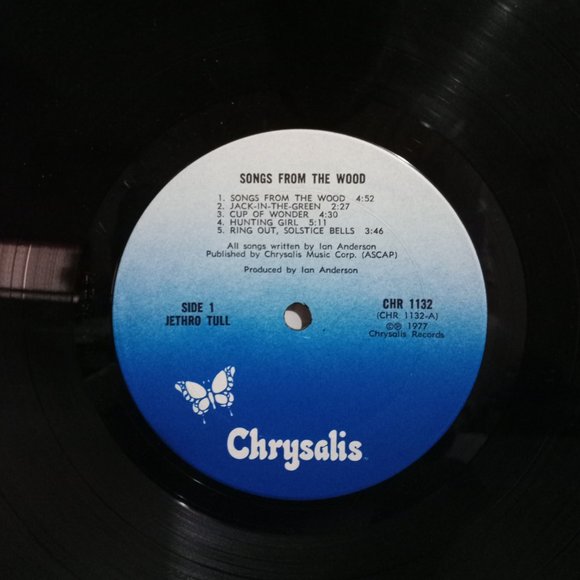 SONGS FROM THE WOOD
1. SONGS FROM THE WOOD 4:52
2. JACK-IN-THE-GREEN 2:27
3. CUP OF WONDER 4:30
4. HUNTING GIRL 5:11
5. RING OUT, SOLSTICE BELLS 3:46
All songs written by Ian Anderson
Published by Chrysalis Music Corp. (ASCAP)
Produced by Ian Anderson
SIDE 1
JETHRO TULL
CHR 1132
(CHR 1132-A)
©℗ 1977
Chrysalis Records
Chrysalis™